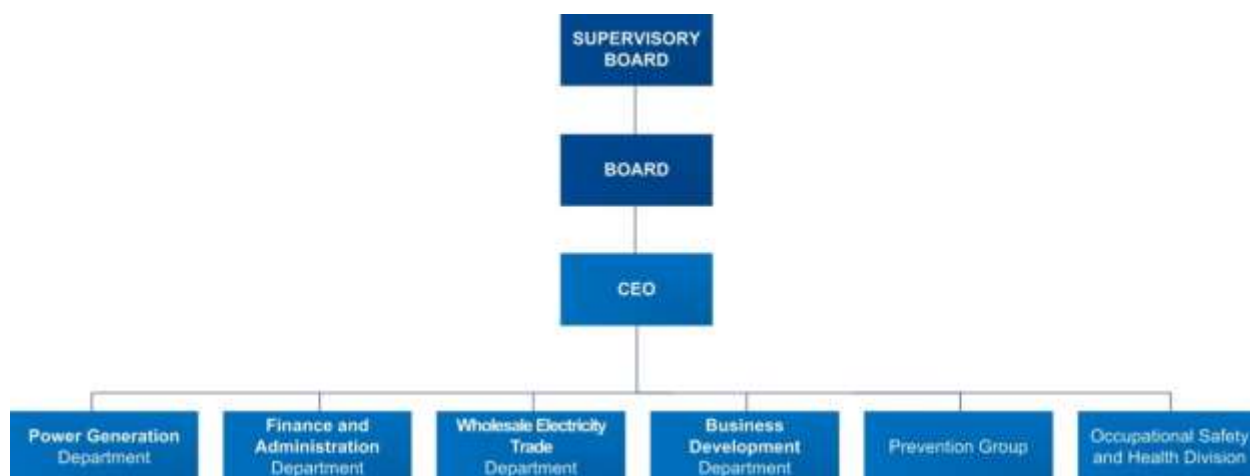 SUPERVISORY
BOARD
BOARD
CEO
Power Generation
Department
Finance and
Administration
Department
Wholesale Electricity
Trade
Department
Business
Development
Department
Prevention Group
Occupational Safety
and Health Division